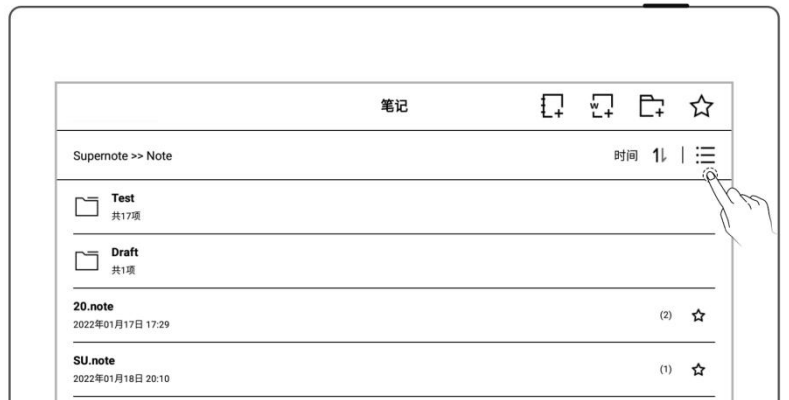 笔记
Supernote >> Note
时间
Test
共17项
Draft
共1项
20.note
2022年01月17日 17:29
(2)
SU.note
2022年01月18日 20:10
(1)